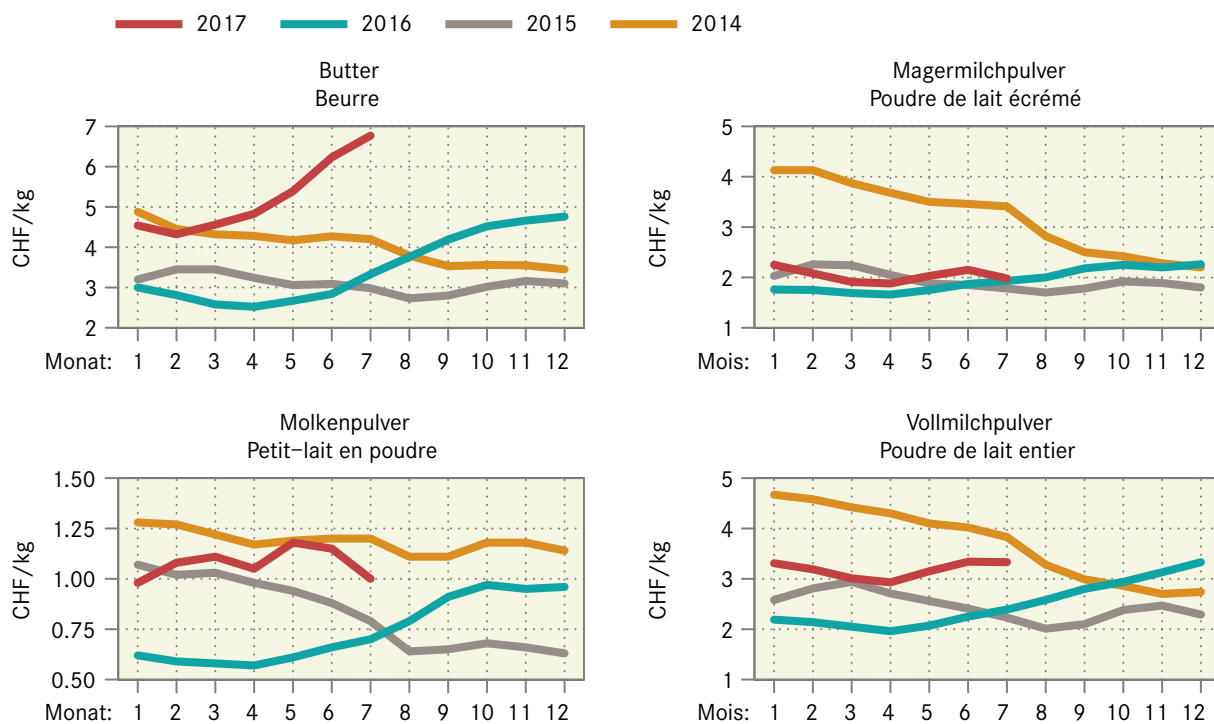 2017 2016 2015 2014
Butter
Beurre
7
6
5
4
3
2
CHF/kg
Monat: 1 2 3 4 5 6 7 8 9 10 11 12
Magermilchpulver
Poudre de lait écrémé
5
4
3
2
1
CHF/kg
Mois: 1 2 3 4 5 6 7 8 9 10 11 12
Molkenpulver
Petit-lait en poudre
1.50
1.25
1.00
0.75
0.50
CHF/kg
Monat: 1 2 3 4 5 6 7 8 9 10 11 12
Vollmilchpulver
Poudre de lait entier
5
4
3
2
1
CHF/kg
Mois: 1 2 3 4 5 6 7 8 9 10 11 12